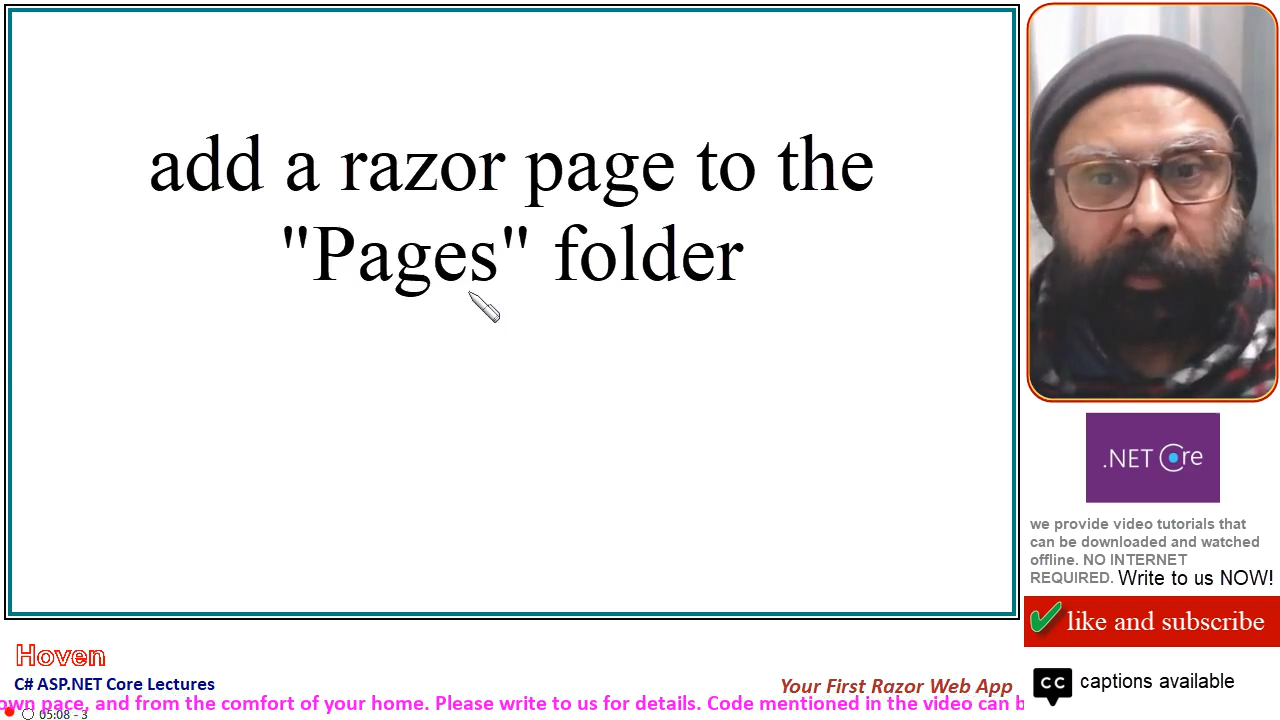 add a razor page to the
"Pages" folder
.NET Core
we provide video tutorials that
can be downloaded and watched
offline. NO INTERNET
REQUIRED. Write to us NOW!
like and subscribe
Hoven
C# ASP.NET Core Lectures
Your First Razor Web App
CC captions available
own pace, and from the comfort of your home. Please write to us for details. Code mentioned in the video can b
05:08 - 3